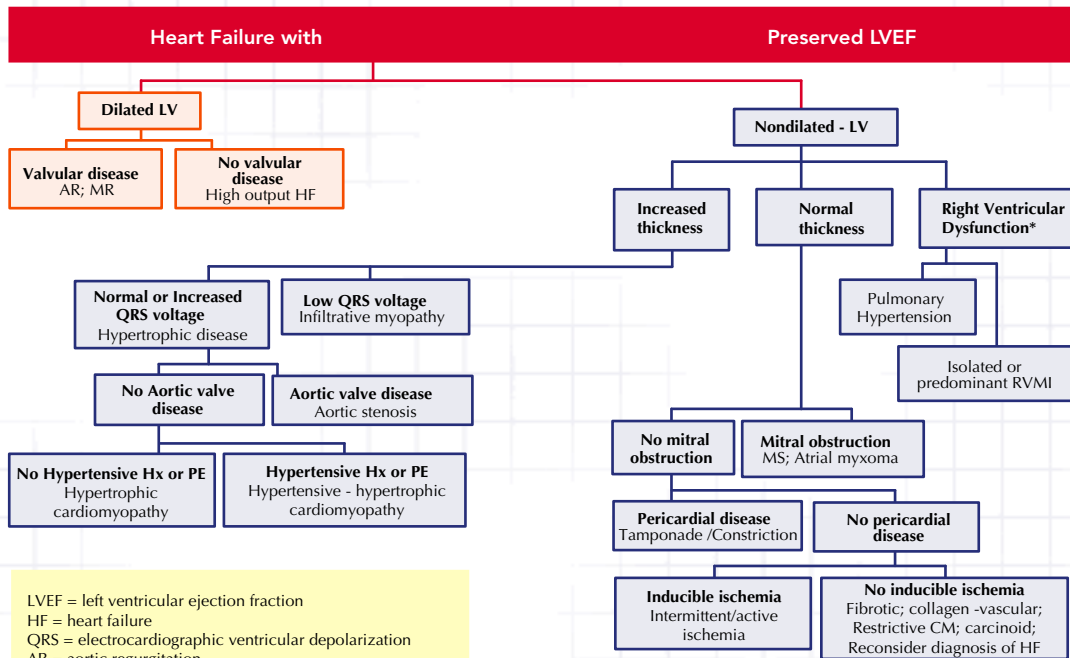 Heart Failure with
Preserved LVEF
Dilated LV
Valvular disease
AR; MR
No valvular
disease
High output HF
Nondilated - LV
Increased
thickness
Normal
thickness
Right Ventricular
Dysfunction*
Normal or Increased
QRS voltage
Hypertrophic disease
Low QRS voltage
Infiltrative myopathy
Pulmonary
Hypertension
Isolated or
predominant RVMI
No Aortic valve
disease
Aortic valve disease
Aortic stenosis
No mitral
obstruction
Mitral obstruction
MS; Atrial myxoma
No Hypertensive Hx or PE
Hypertrophic
cardiomyopathy
Hypertensive Hx or PE
Hypertensive - hypertrophic
cardiomyopathy
Pericardial disease
Tamponade /Constriction
No pericardial
disease
Inducible ischemia
Intermittent/active
ischemia
No inducible ischemia
Fibrotic; collagen -vascular;
Restrictive CM; carcinoid;
Reconsider diagnosis of HF
LVEF = left ventricular ejection fraction
HF = heart failure
QRS = electrocardiographic ventricular depolarization
AR = aortic regurgitation